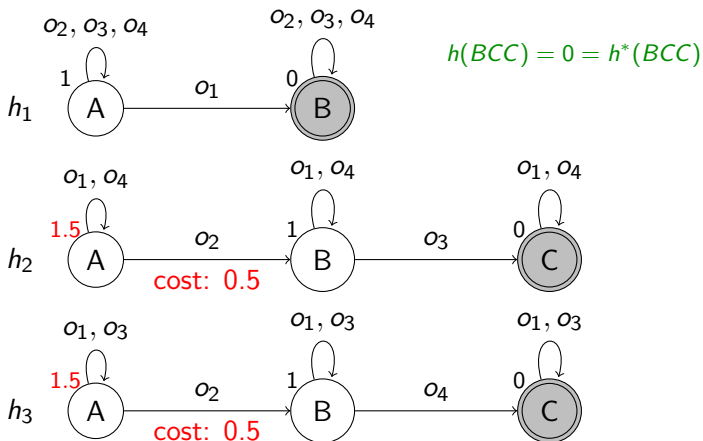 o₂, o₃, o₄ o₂, o₃, o₄
h(BCC) = 0 = h*(BCC)
1 0
h₁ A o₁ B
o₁, o₄ o₁, o₄ o₁, o₄
1.5 1 0
h₂ A o₂ B o₃ C
cost: 0.5
o₁, o₃ o₁, o₃ o₁, o₃
1.5 1 0
h₃ A o₂ B o₄ C
cost: 0.5